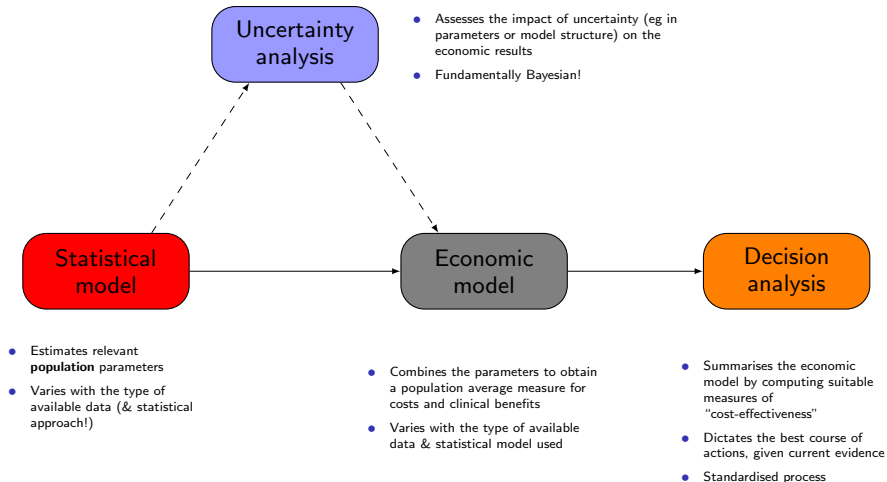 Uncertainty
analysis
• Assesses the impact of uncertainty (eg in
parameters or model structure) on the
economic results
• Fundamentally Bayesian!
Statistical
model
Economic
model
Decision
analysis
• Estimates relevant
population parameters
• Varies with the type of
available data (& statistical
approach!)
• Combines the parameters to obtain
a population average measure for
costs and clinical benefits
• Varies with the type of available
data & statistical model used
• Summarises the economic
model by computing suitable
measures of
“cost-effectiveness”
• Dictates the best course of
actions, given current evidence
• Standardised process